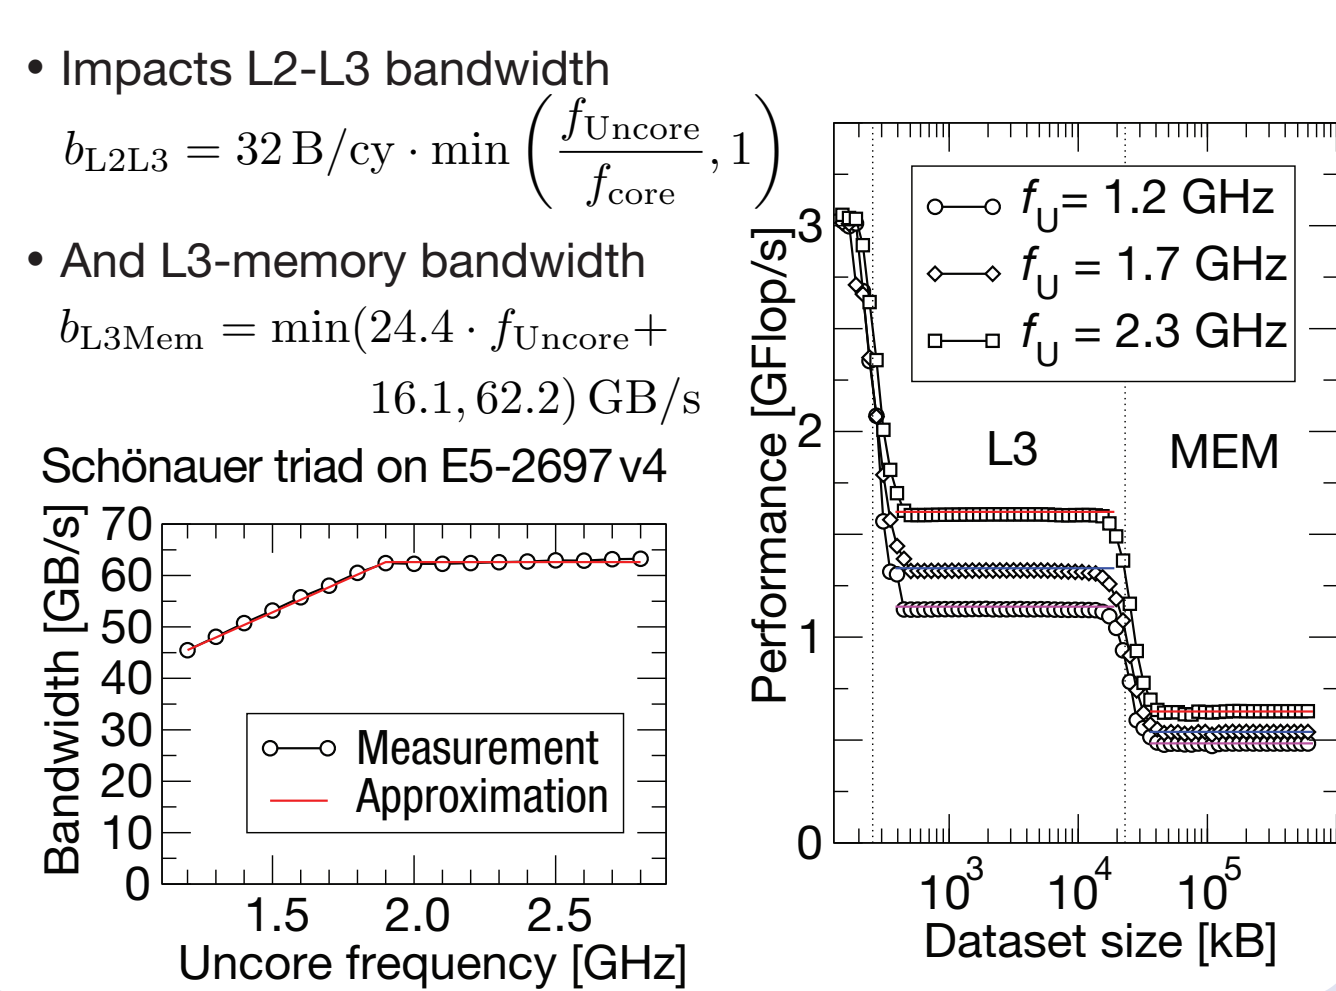 • Impacts L2-L3 bandwidth
b_L2L3 = 32 B/cy · min ( f_Uncore / f_core , 1 )
• And L3-memory bandwidth
b_L3Mem = min(24.4 · f_Uncore+
16.1, 62.2) GB/s
Schönauer triad on E5-2697 v4
Bandwidth [GB/s]
70
60
50
40
30
20
10
0
Measurement
Approximation
1.5 2.0 2.5
Uncore frequency [GHz]
Performance [GFlop/s]
3
2
1
0
f_U= 1.2 GHz
f_U = 1.7 GHz
f_U = 2.3 GHz
L3 MEM
10^3 10^4 10^5
Dataset size [kB]